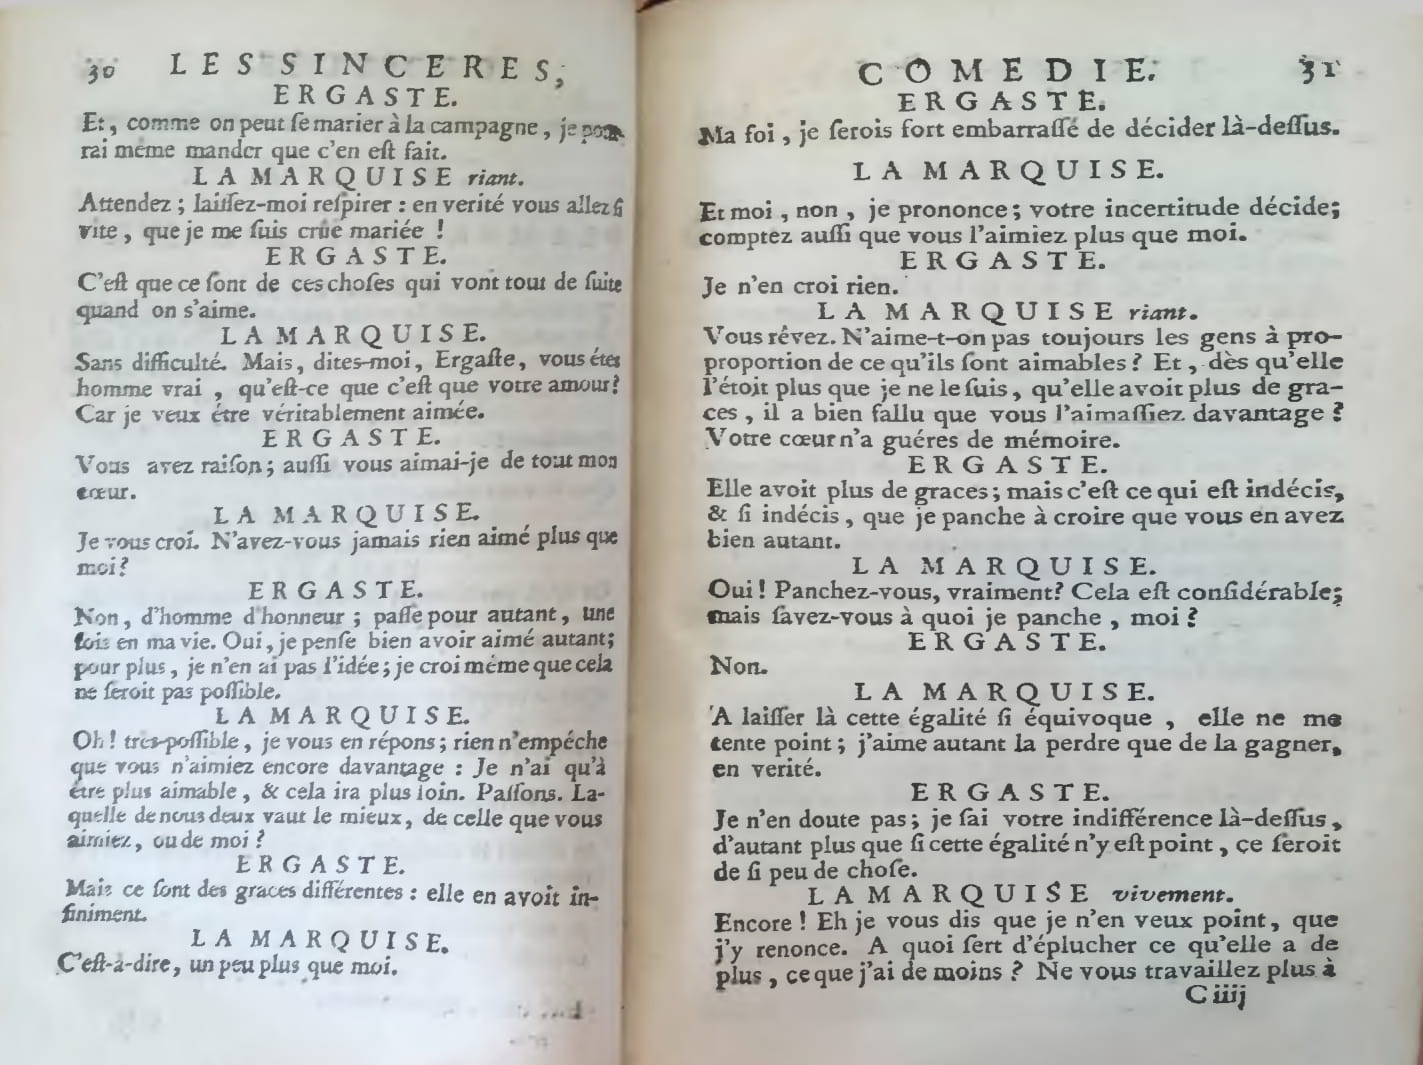 30 LES SINCERES,
ERGASTE.
Et, comme on peut ſe marier à la campagne, je pour-
rai même mander que c'en eſt fait.
LA MARQUISE riant.
Attendez; laiſſez-moi reſpirer : en verité vous allez ſi
vite, que je me ſuis crûe mariée !
ERGASTE.
C'eſt que ce ſont de ces choſes qui vont tout de ſuite
quand on s'aime.
LA MARQUISE.
Sans difficulté. Mais, dites-moi, Ergaſte, vous étes
homme vrai, qu'eſt-ce que c'eſt que votre amour?
Car je veux étre véritablement aimée.
ERGASTE.
Vous avez raiſon; auſſi vous aimai-je de tout mon
cœur.
LA MARQUISE.
Je vous croi. N'avez-vous jamais rien aimé plus que
moi?
ERGASTE.
Non, d'homme d'honneur; paſſe pour autant, une
fois en ma vie. Oui, je penſe bien avoir aimé autant;
pour plus, je n'en ai pas l'idée; je croi même que cela
ne ſeroit pas poſſible.
LA MARQUISE.
Oh! très-poſſible, je vous en répons; rien n'empéche
que vous n'aimiez encore davantage : Je n'ai qu'à
être plus aimable, & cela ira plus loin. Paſſons. La-
quelle de nous deux vaut le mieux, de celle que vous
aimiez, ou de moi ?
ERGASTE.
Mais ce ſont des graces différentes : elle en avoit in-
finiment.
LA MARQUISE.
C'eſt-à-dire, un peu plus que moi.
COMEDIE. 31
ERGASTE.
Ma foi, je ſerois fort embarraſſé de décider là-deſſus.
LA MARQUISE.
Et moi, non, je prononce; votre incertitude décide;
comptez auſſi que vous l'aimiez plus que moi.
ERGASTE.
Je n'en croi rien.
LA MARQUISE riant.
Vous rêvez. N'aime-t-on pas toujours les gens à pro-
proportion de ce qu'ils ſont aimables ? Et, dès qu'elle
l'étoit plus que je ne le ſuis, qu'elle avoit plus de gra-
ces, il a bien fallu que vous l'aimaſſiez davantage ?
Votre cœur n'a guéres de mémoire.
ERGASTE.
Elle avoit plus de graces; mais c'eſt ce qui eſt indécis,
& ſi indécis, que je panche à croire que vous en avez
bien autant.
LA MARQUISE.
Oui ! Panchez-vous, vraiment? Cela eſt conſidérable;
mais ſavez-vous à quoi je panche, moi ?
ERGASTE.
Non.
LA MARQUISE.
A laiſſer là cette égalité ſi équivoque, elle ne me
tente point; j'aime autant la perdre que de la gagner,
en verité.
ERGASTE.
Je n'en doute pas; je ſai votre indifférence là-deſſus,
d'autant plus que ſi cette égalité n'y eſt point, ce ſeroit
de ſi peu de choſe.
LA MARQUISE vivement.
Encore ! Eh je vous dis que je n'en veux point, que
j'y renonce. A quoi ſert d'éplucher ce qu'elle a de
plus, ce que j'ai de moins ? Ne vous travaillez plus à
C iiij